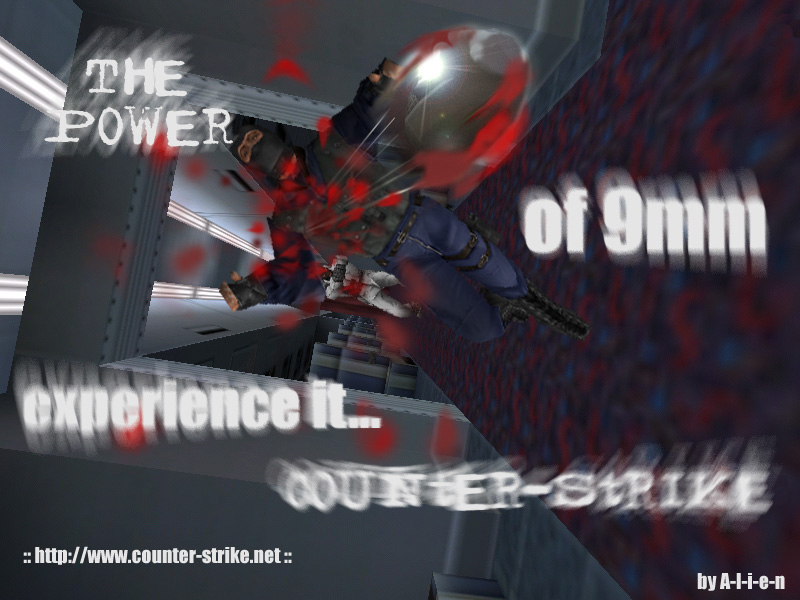 THE
POWER
of 9mm
experience it...
COUNtER-StRIKE
:: http://www.counter-strike.net ::
by A-l-i-e-n